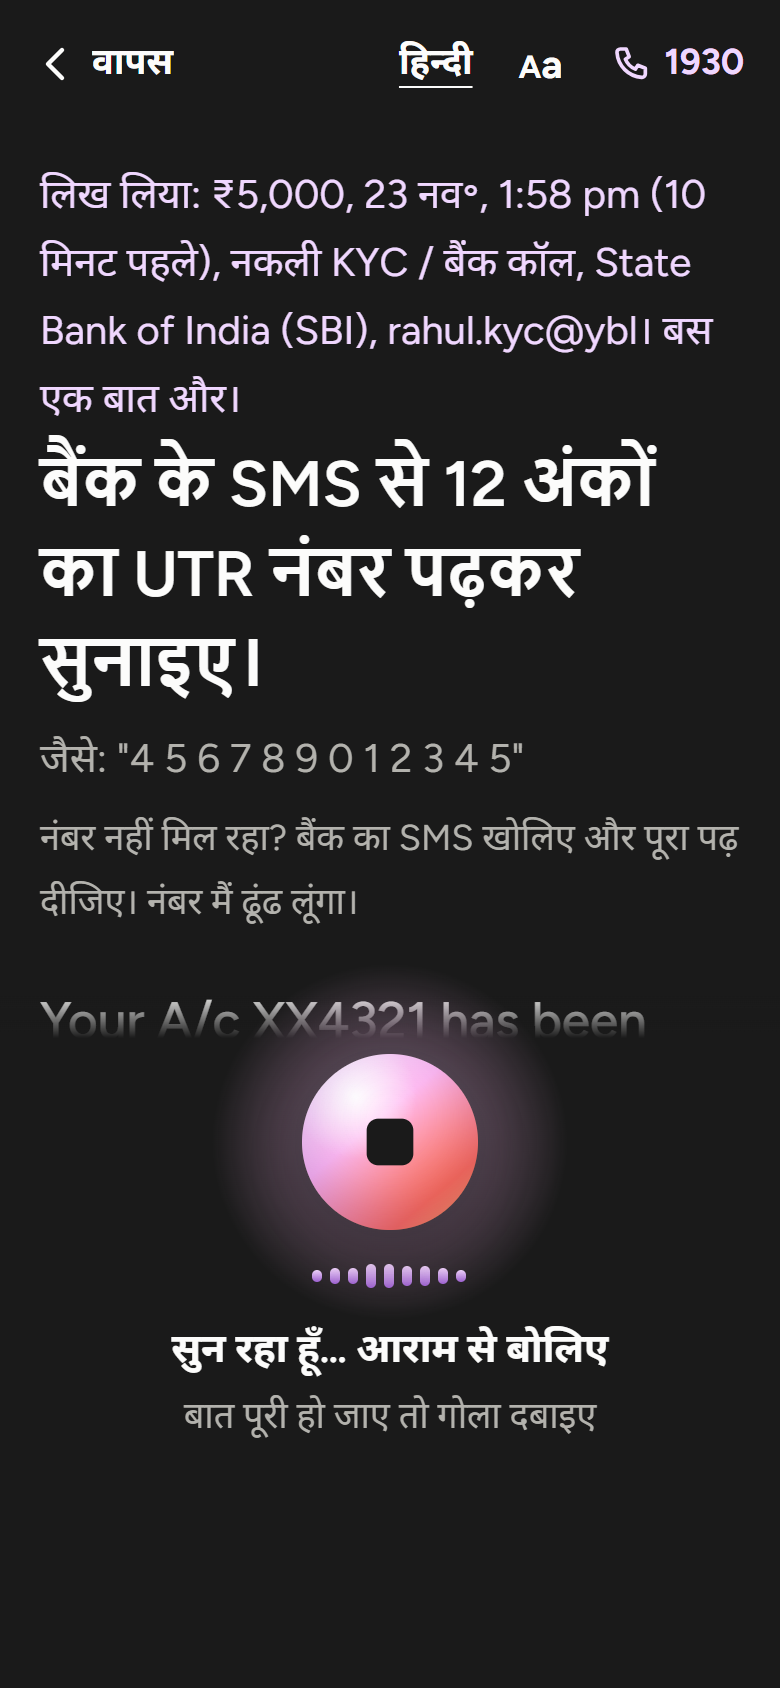 वापस
हिन्दी
Aa
1930
लिख लिया: ₹5,000, 23 नव॰, 1:58 pm (10
मिनट पहले), नकली KYC / बैंक कॉल, State
Bank of India (SBI), rahul.kyc@ybl। बस
एक बात और।
बैंक के SMS से 12 अंकों
का UTR नंबर पढ़कर
सुनाइए।
जैसे: "4 5 6 7 8 9 0 1 2 3 4 5"
नंबर नहीं मिल रहा? बैंक का SMS खोलिए और पूरा पढ़
दीजिए। नंबर मैं ढूंढ लूंगा।
Your A/c XX4321 has been
सुन रहा हूँ... आराम से बोलिए
बात पूरी हो जाए तो गोला दबाइए